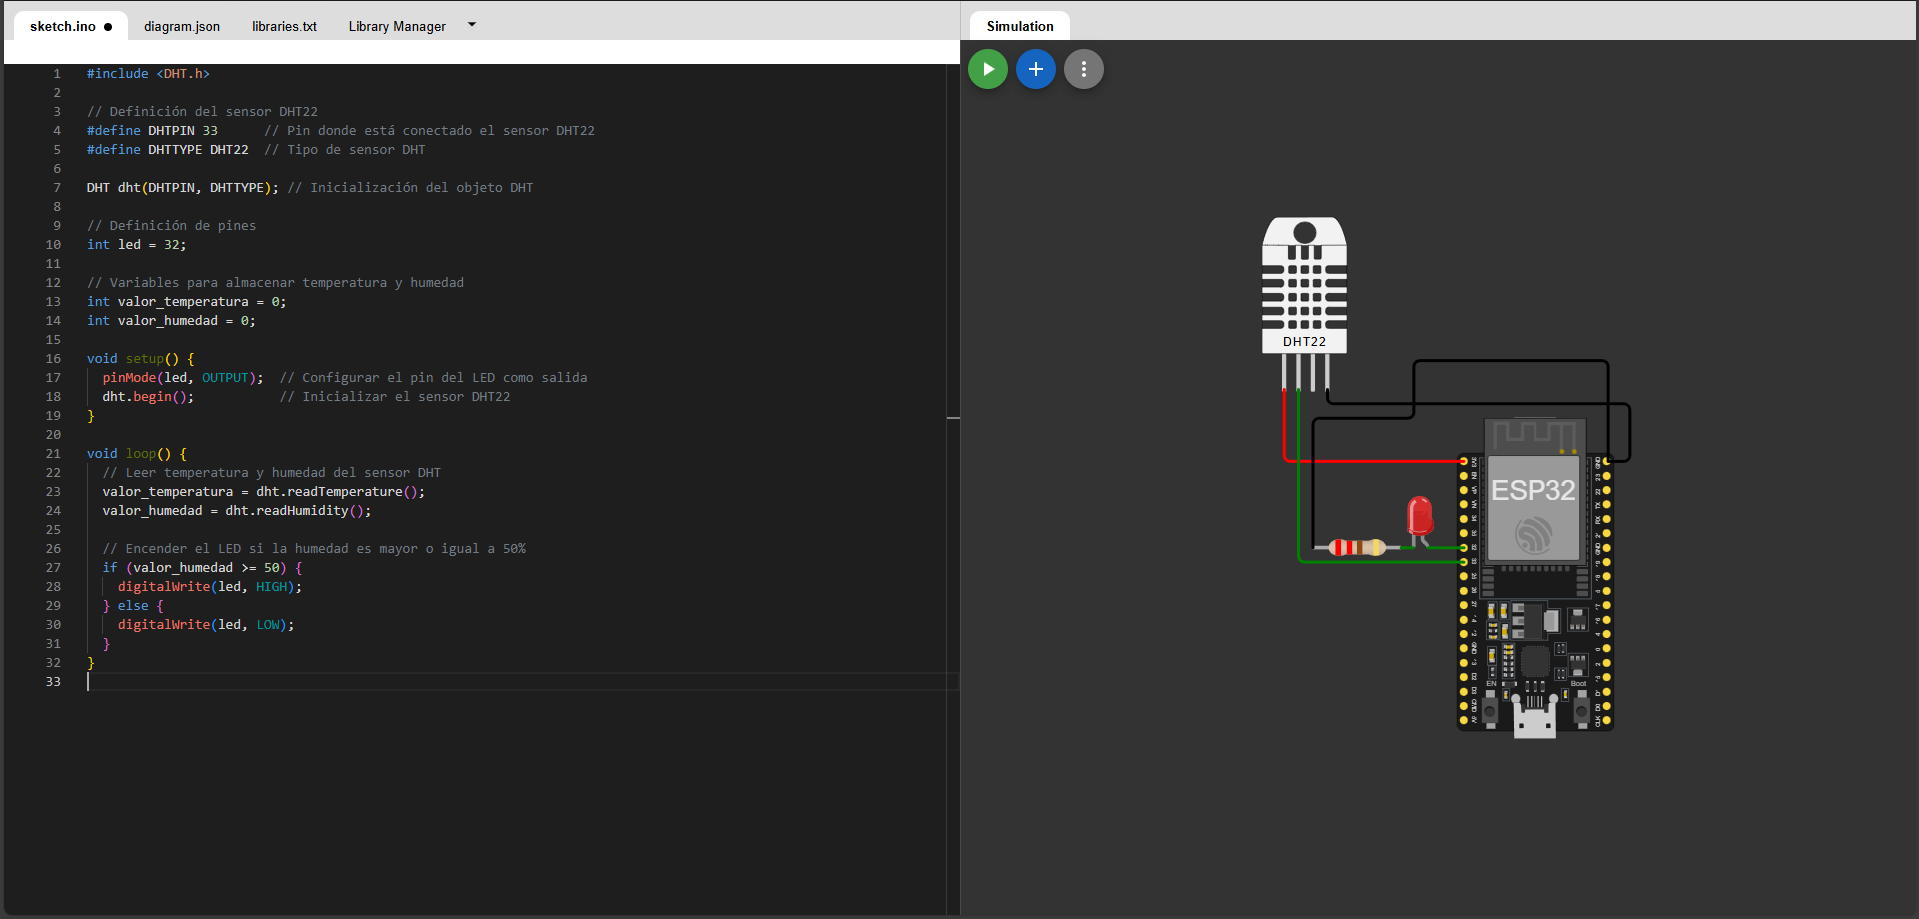 sketch.ino ●
diagram.json
libraries.txt
Library Manager
Simulation
1 #include <DHT.h>
2
3 // Definición del sensor DHT22
4 #define DHTPIN 33      // Pin donde está conectado el sensor DHT22
5 #define DHTTYPE DHT22  // Tipo de sensor DHT
6
7 DHT dht(DHTPIN, DHTTYPE); // Inicialización del objeto DHT
8
9 // Definición de pines
10 int led = 32;
11
12 // Variables para almacenar temperatura y humedad
13 int valor_temperatura = 0;
14 int valor_humedad = 0;
15
16 void setup() {
17   pinMode(led, OUTPUT);  // Configurar el pin del LED como salida
18   dht.begin();           // Inicializar el sensor DHT22
19 }
20
21 void loop() {
22   // Leer temperatura y humedad del sensor DHT
23   valor_temperatura = dht.readTemperature();
24   valor_humedad = dht.readHumidity();
25
26   // Encender el LED si la humedad es mayor o igual a 50%
27   if (valor_humedad >= 50) {
28     digitalWrite(led, HIGH);
29   } else {
30     digitalWrite(led, LOW);
31   }
32 }
33
DHT22
ESP32
EN
Boot